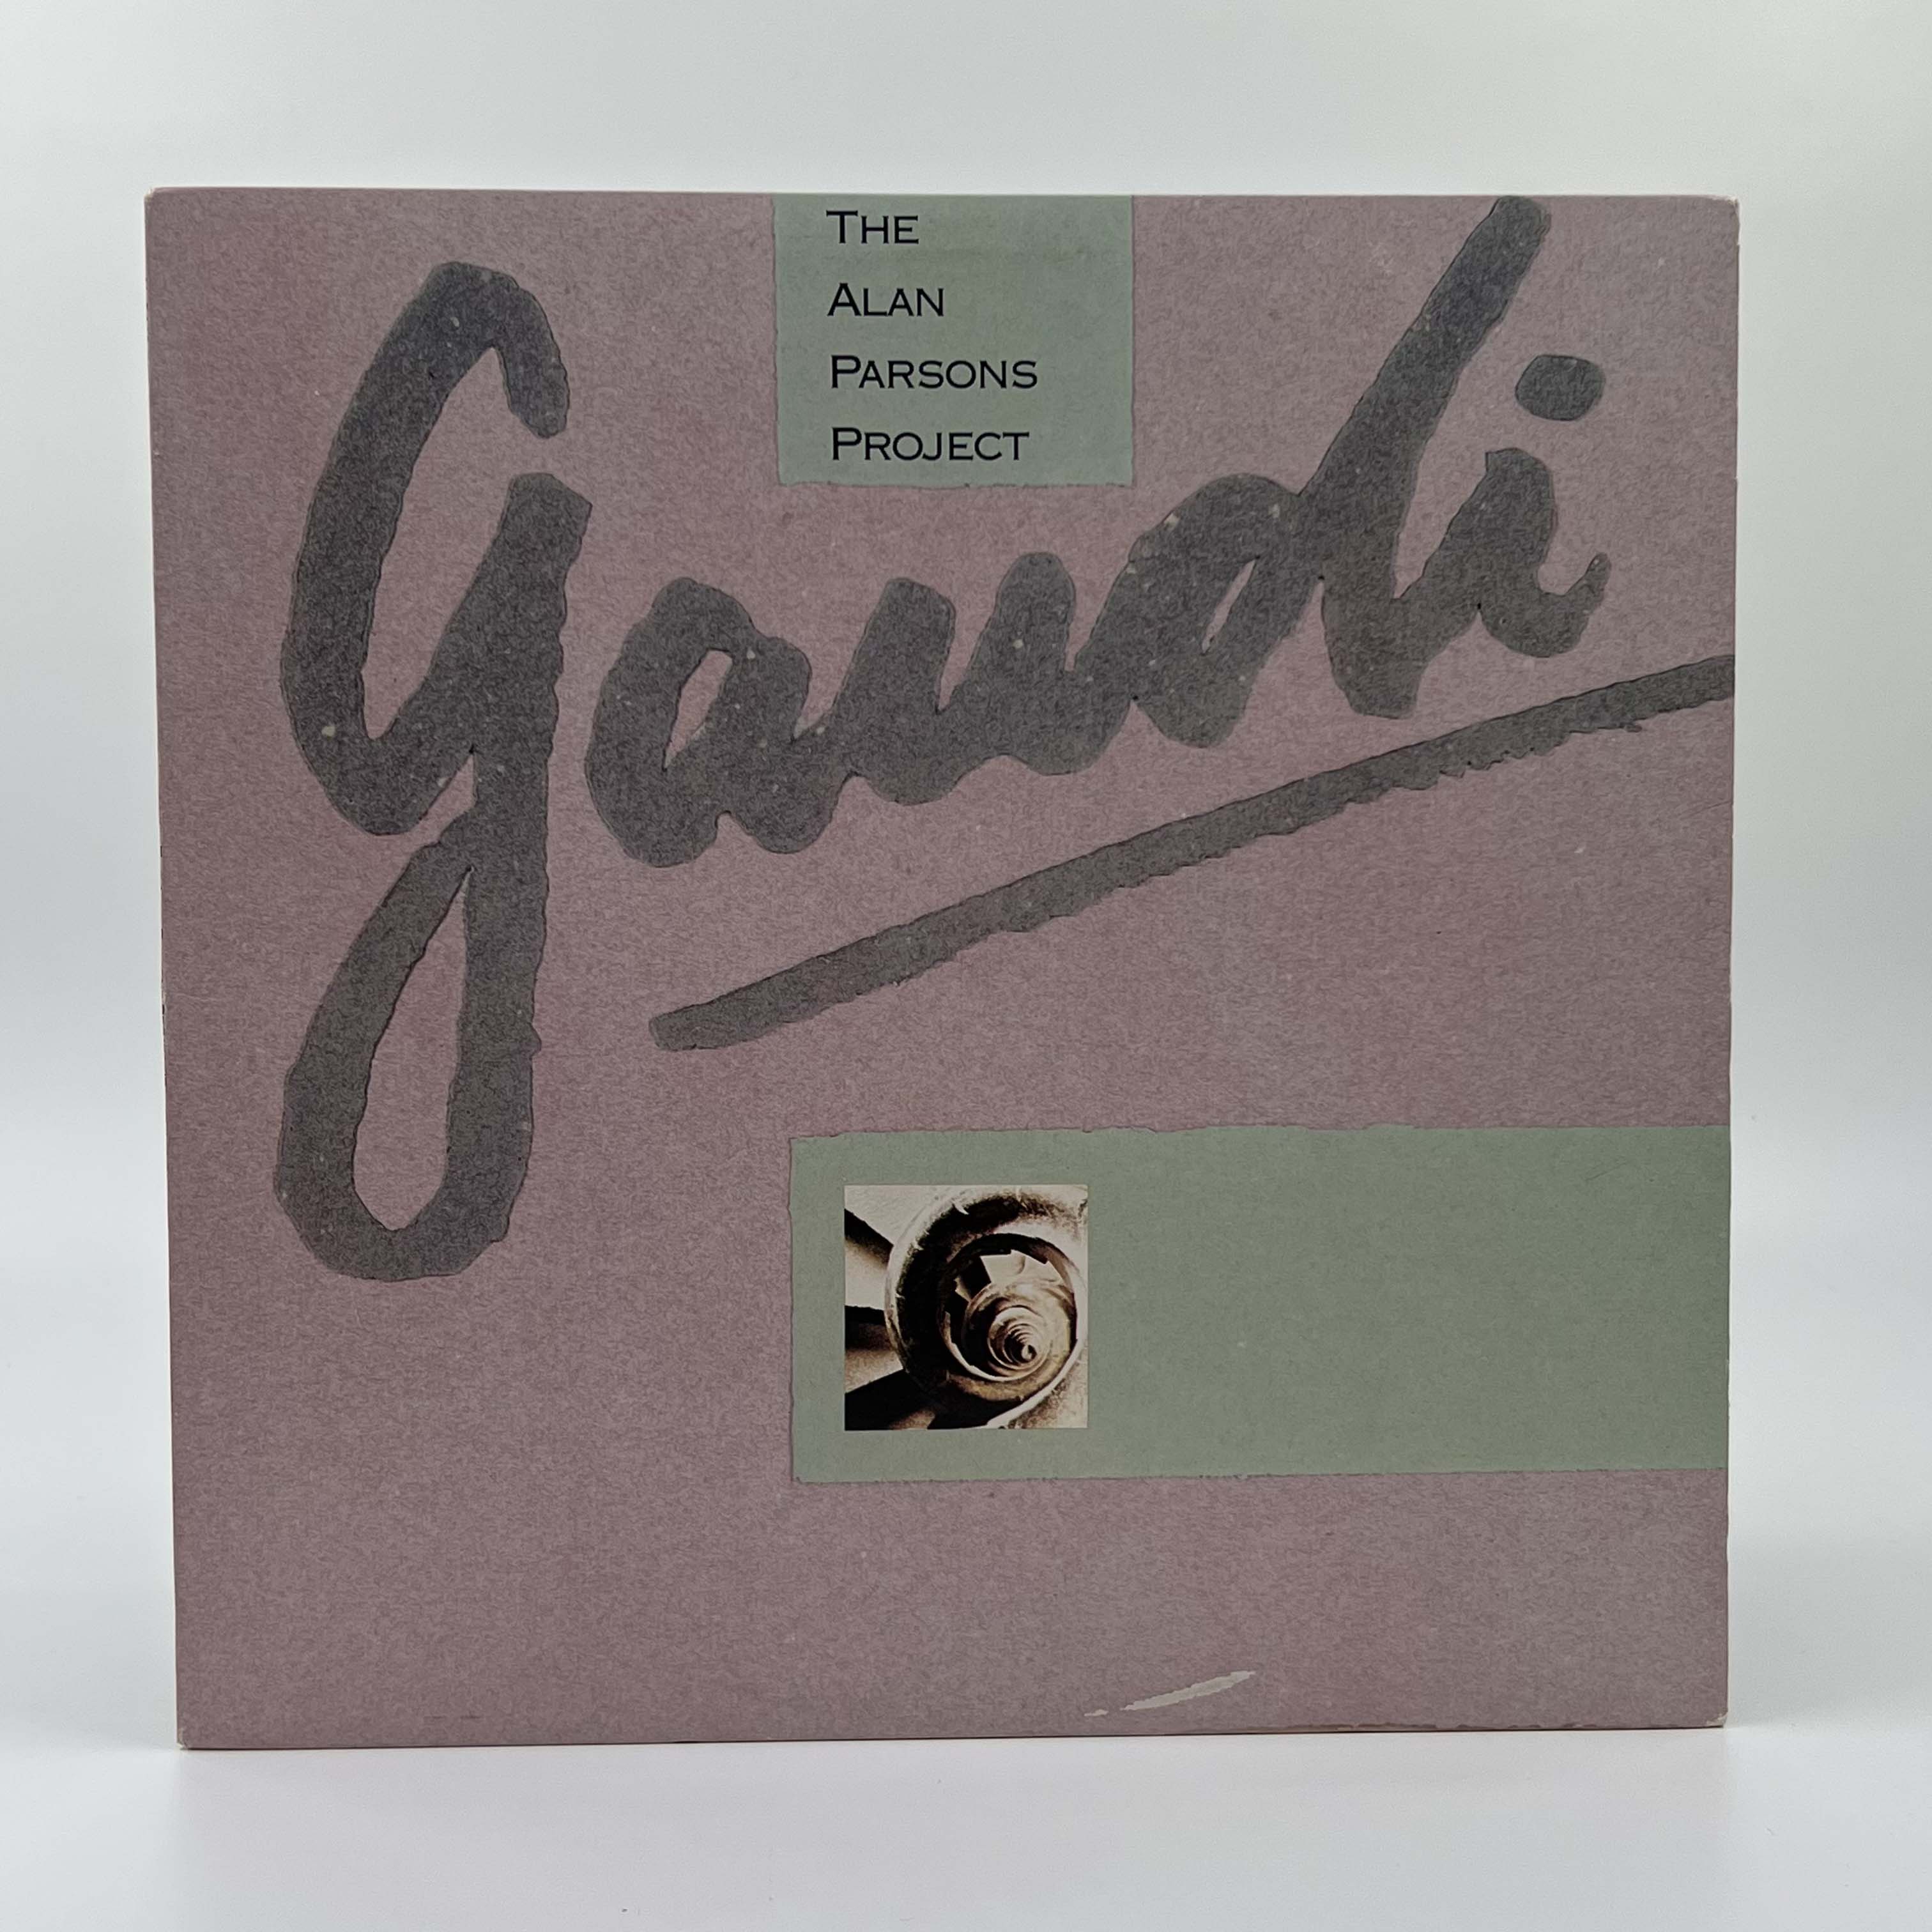 THE
ALAN
PARSONS
PROJECT
gaudi